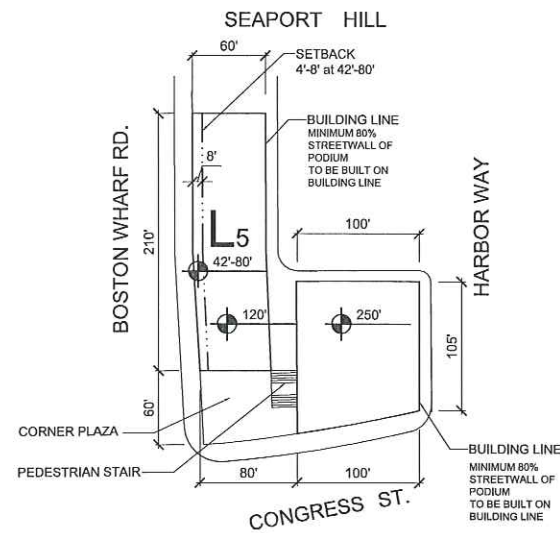 SEAPORT HILL
60'
SETBACK
4'-8' at 42'-80'
BUILDING LINE
MINIMUM 80%
STREETWALL OF
PODIUM
TO BE BUILT ON
BUILDING LINE
8'
BOSTON WHARF RD.
210'
L5
100'
HARBOR WAY
42'-80'
120'
250'
105'
60'
CORNER PLAZA
PEDESTRIAN STAIR
80'
100'
BUILDING LINE
MINIMUM 80%
STREETWALL OF
PODIUM
TO BE BUILT ON
BUILDING LINE
CONGRESS ST.